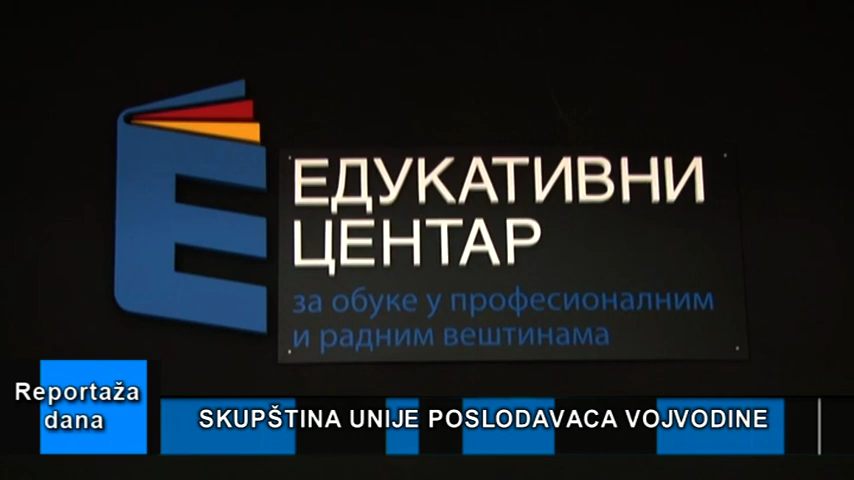 ЕДУКАТИВНИ
ЦЕНТАР
за обуке у професионалним
и радним вештинама
Reportaža
dana
SKUPŠTINA UNIJE POSLODAVACA VOJVODINE